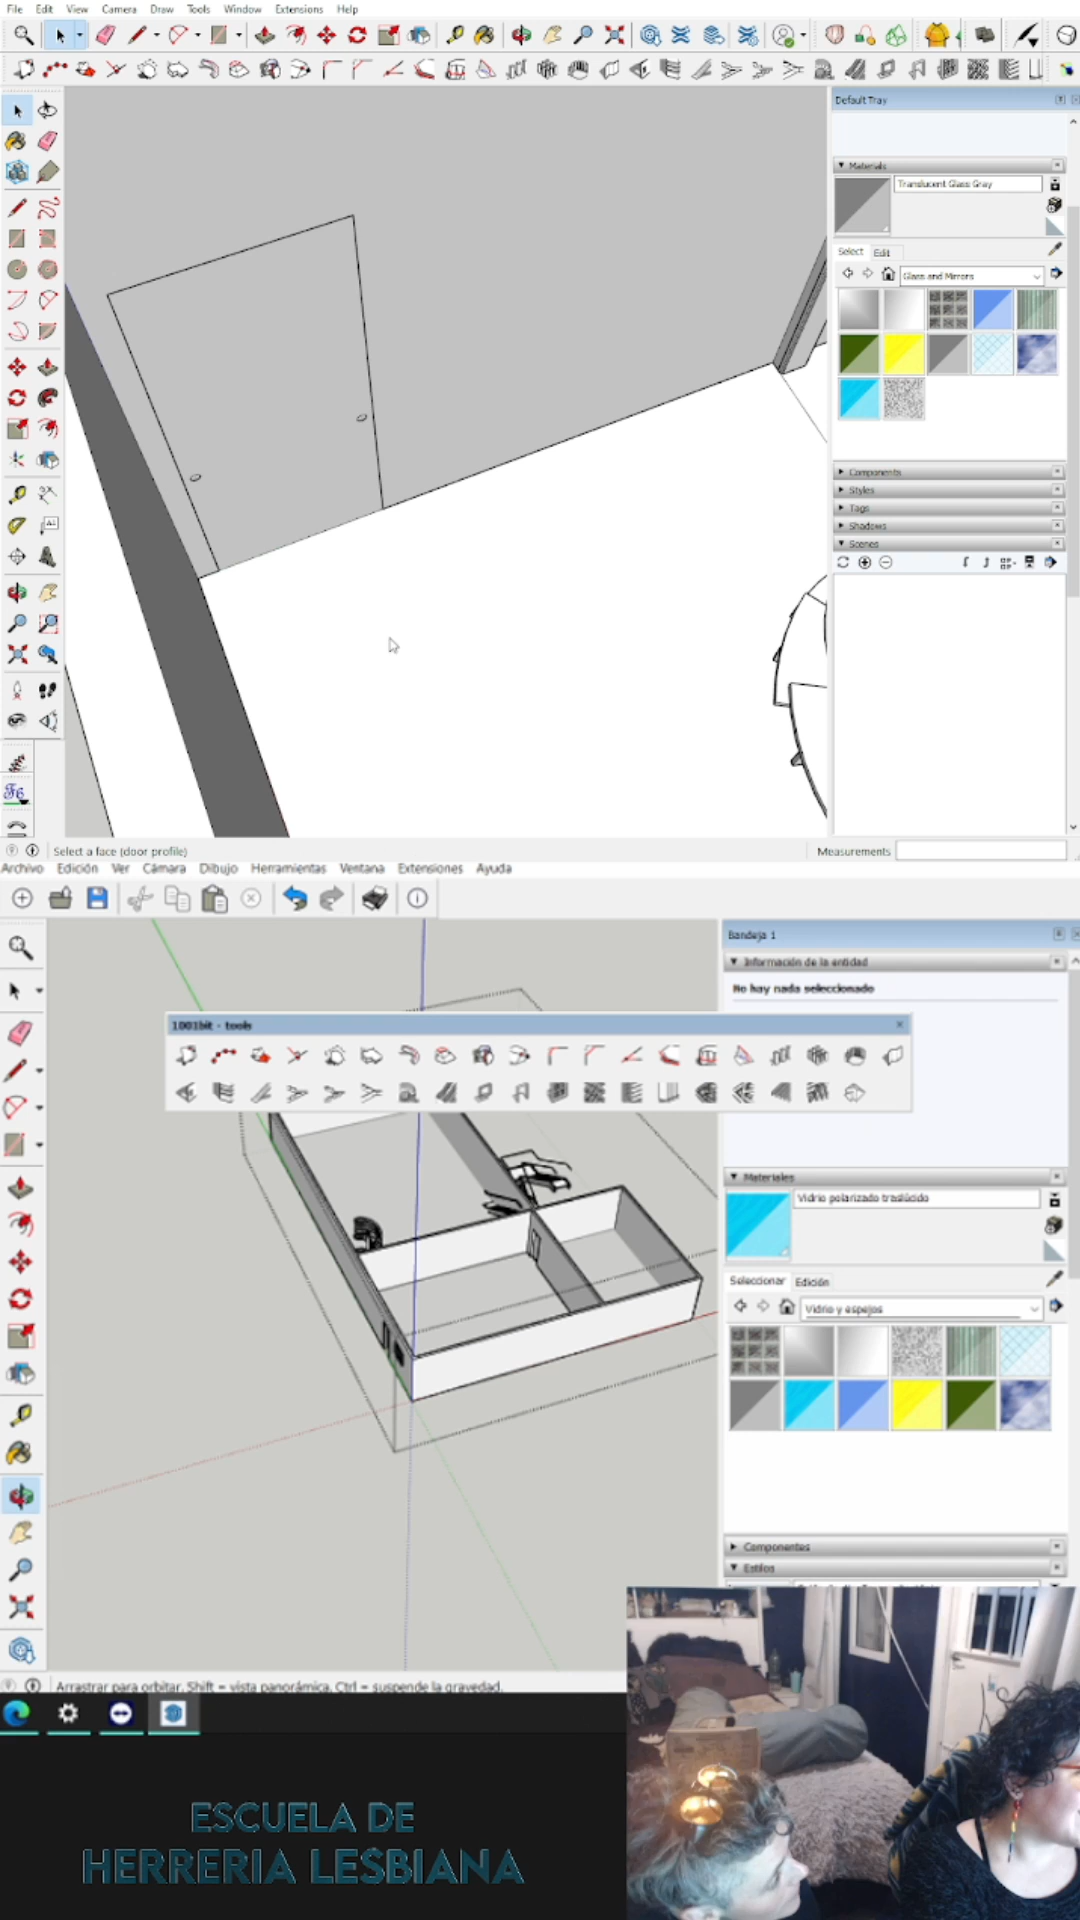 File Edit View Camera Draw Tools Window Extensions Help
Default Tray
Materials
Translucent Glass Gray
Select Edit
Glass and Mirrors
Components
Styles
Tags
Shadows
Scenes
Select a face (door profile)
Measurements
Archivo Edición Ver Cámara Dibujo Herramientas Ventana Extensiones Ayuda
Bandeja 1
Información de la entidad
No hay nada seleccionado
1001bit - tools
Materiales
Vidrio polarizado traslúcido
Seleccionar Edición
Vidrio y espejos
Componentes
Estilos
Arrastrar para orbitar. Shift = vista panorámica, Ctrl = suspende la gravedad.
ESCUELA DE
HERRERIA LESBIANA